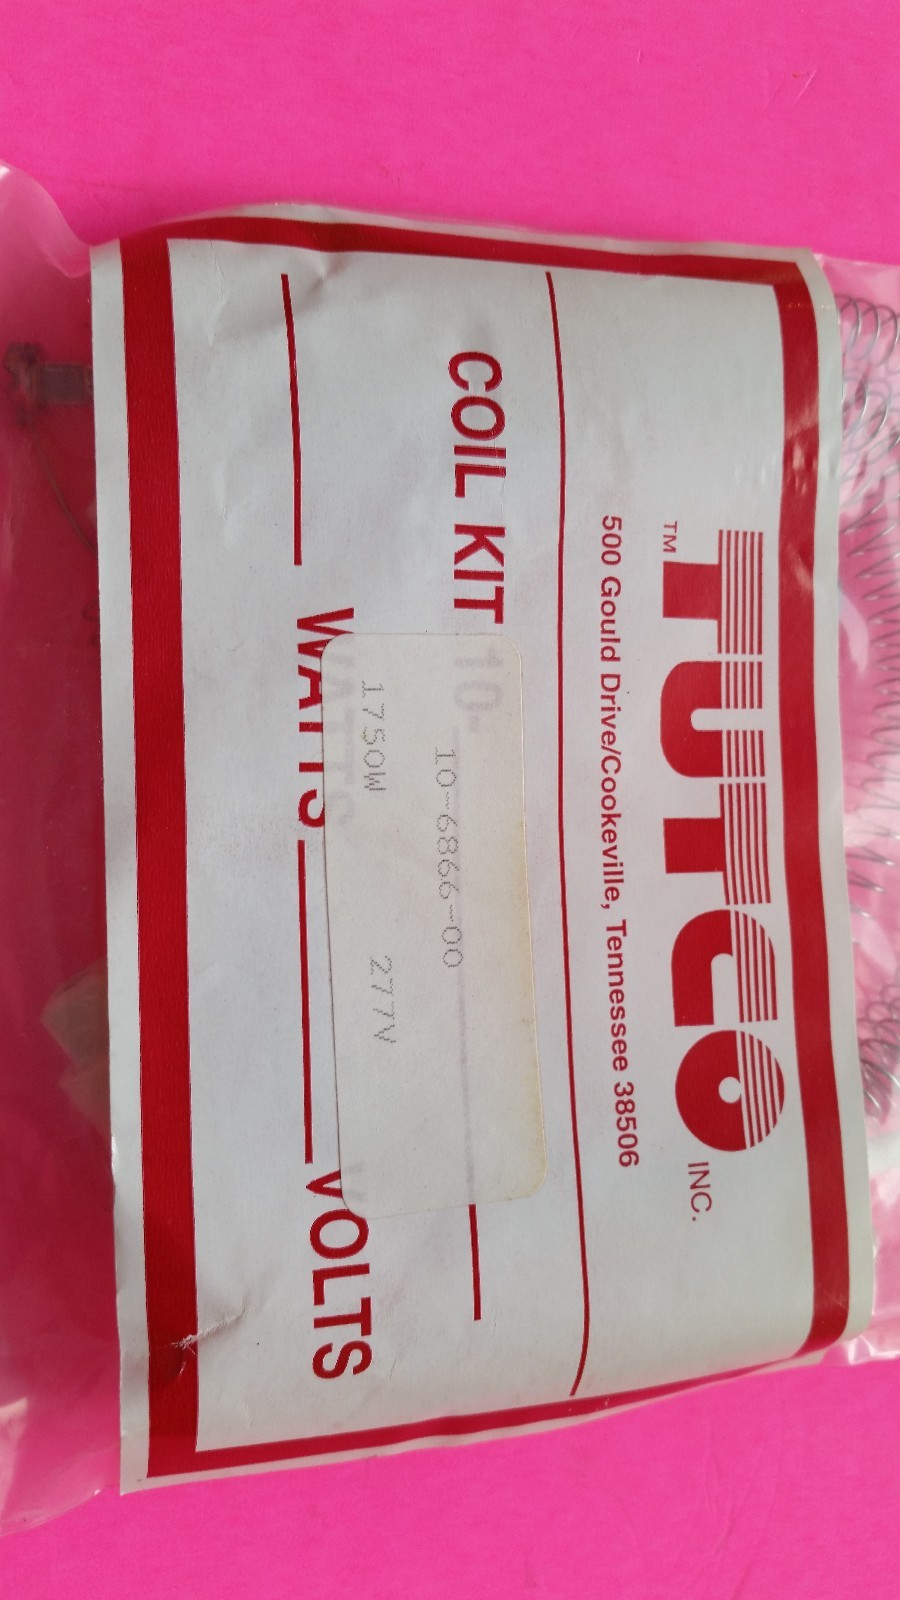 TUTCO INC.
TM
500 Gould Drive/Cookeville, Tennessee 38506
COIL KIT 10-
10-6866-00
1750W 277V
WATTS VOLTS